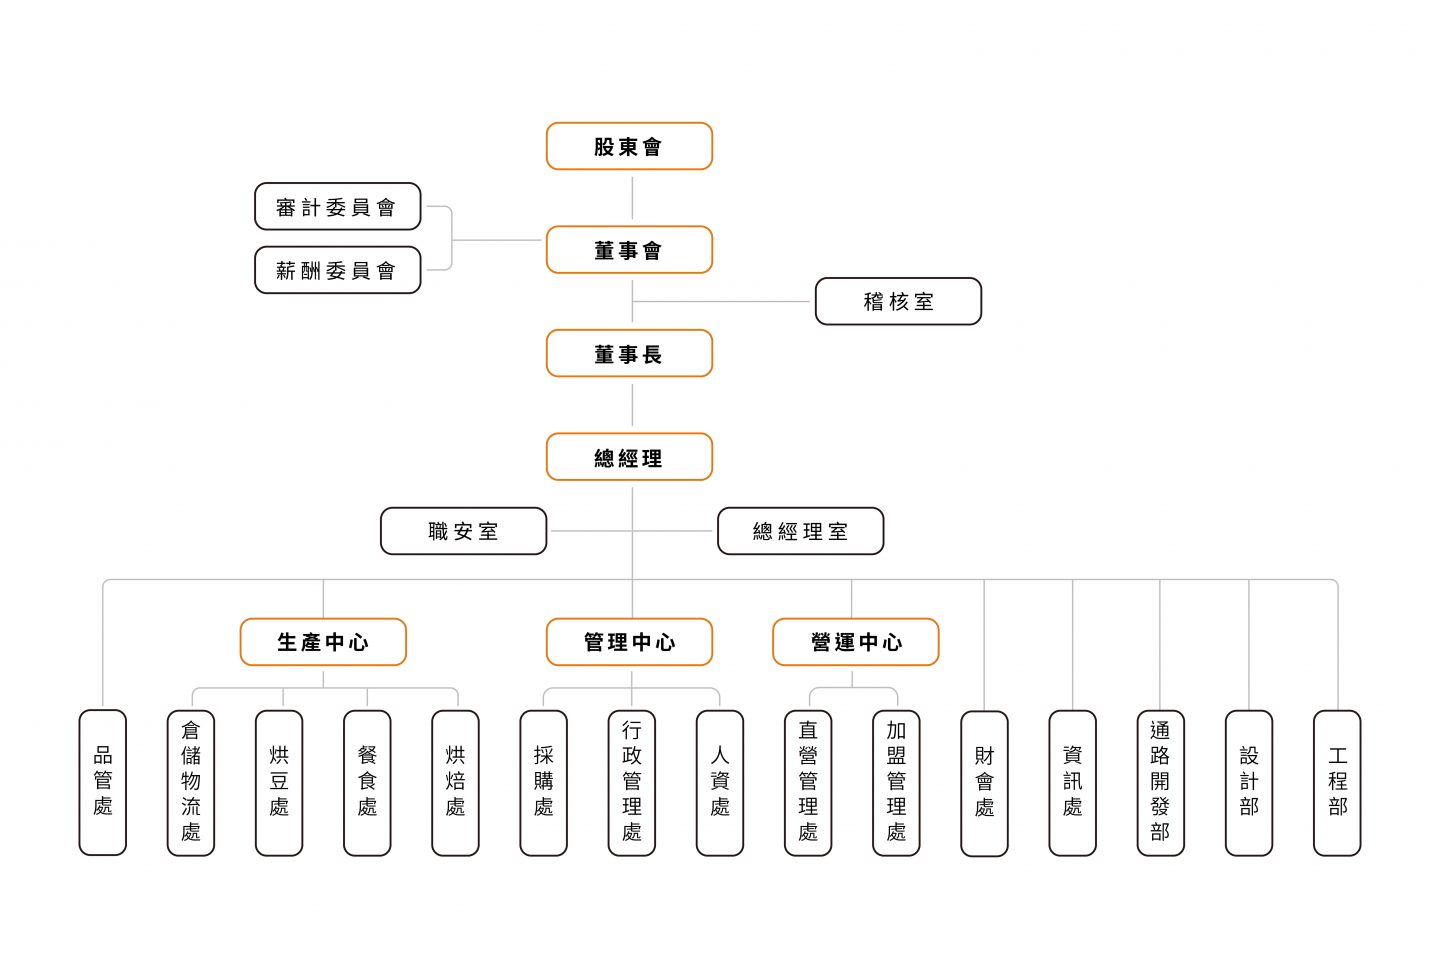 股東會
審計委員會
董事會
薪酬委員會
稽核室
董事長
總經理
職安室
總經理室
生產中心
管理中心
營運中心
品管處
倉儲物流處
烘豆處
餐食處
烘焙處
採購處
行政管理處
人資處
直營管理處
加盟管理處
財會處
資訊處
通路開發部
設計部
工程部